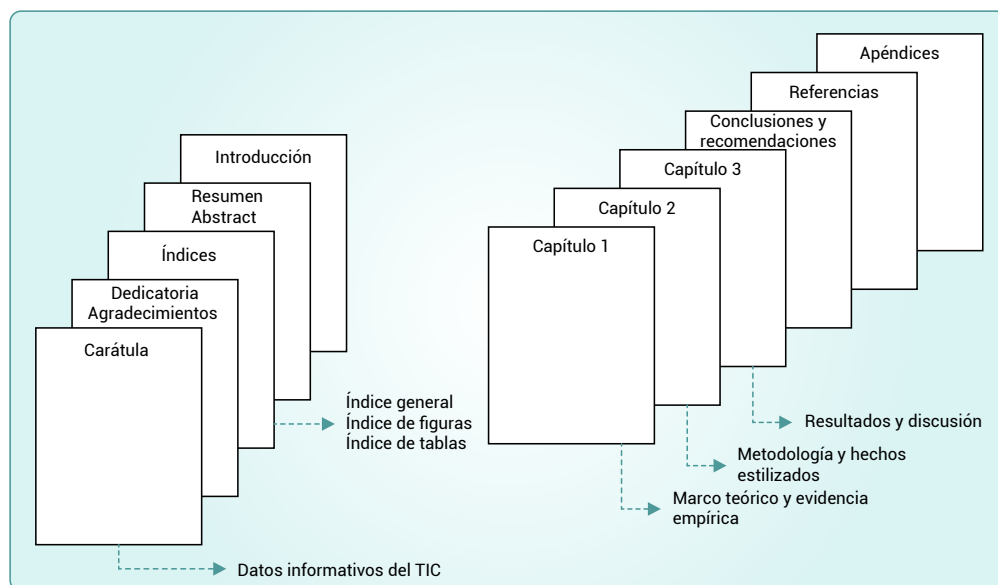 Carátula
Dedicatoria
Agradecimientos
Índices
Resumen
Abstract
Introducción
Índice general
Índice de figuras
Índice de tablas
Datos informativos del TIC
Capítulo 1
Capítulo 2
Capítulo 3
Conclusiones y
recomendaciones
Referencias
Apéndices
Resultados y discusión
Metodología y hechos
estilizados
Marco teórico y evidencia
empírica